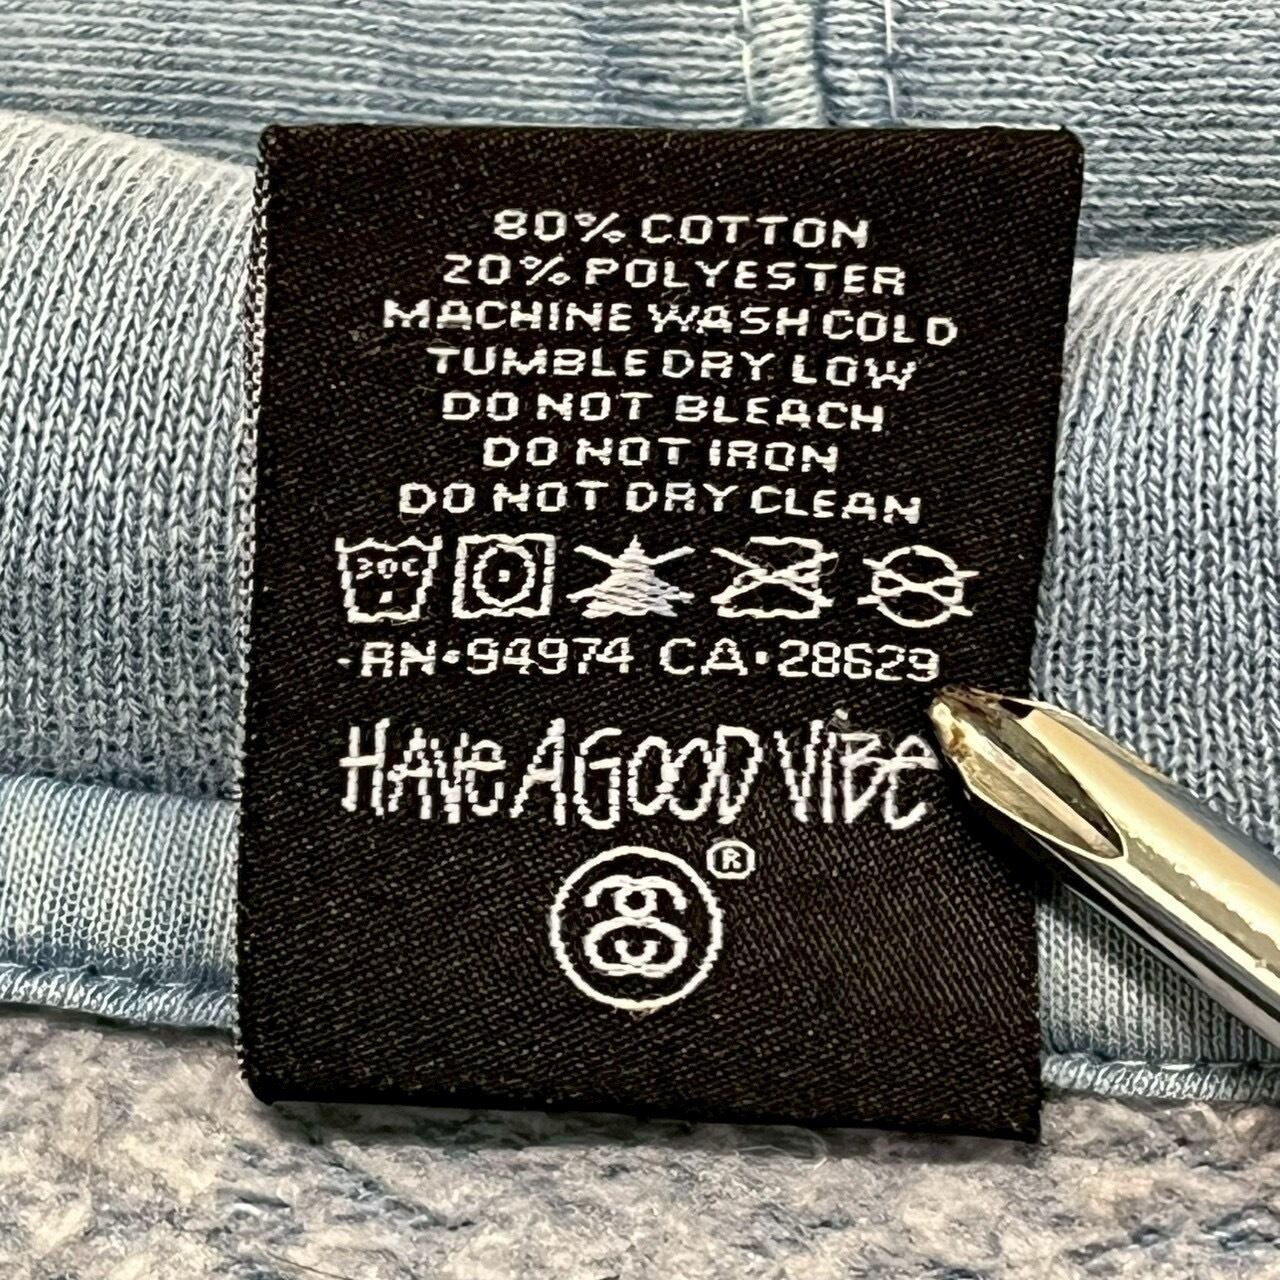 80% COTTON
20% POLYESTER
MACHINE WASH COLD
TUMBLE DRY LOW
DO NOT BLEACH
DO NOT IRON
DO NOT DRY CLEAN
30C
·RN·94974 CA·28629
HAVE A GOOD VIBE
®